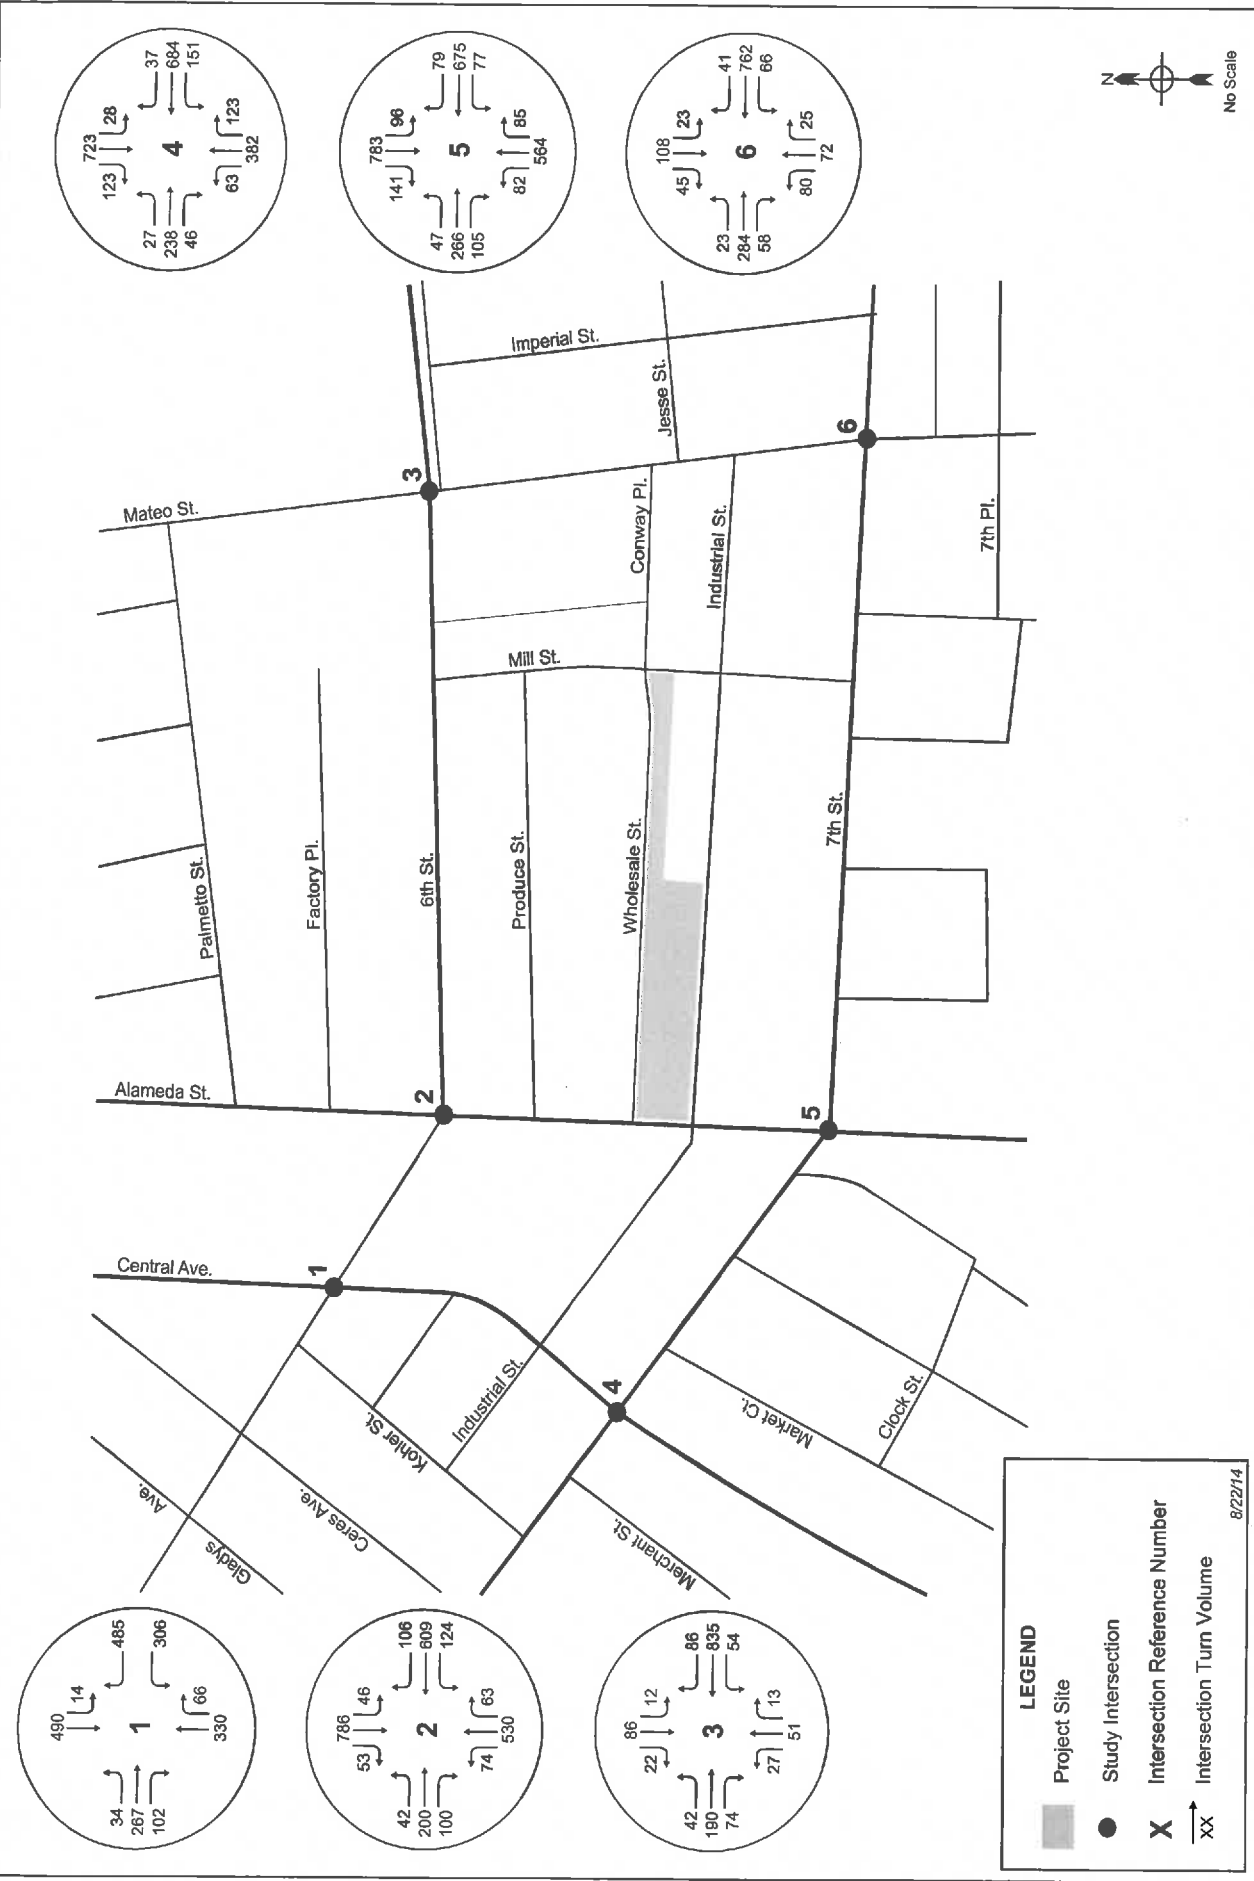 490
14
34
485
267
1
102
306
66
330
786
53
46
42
106
200
2
609
100
124
74
63
530
86
22
12
42
86
190
3
835
74
54
27
13
51
723
123
28
27
37
238
4
684
46
151
63
123
382
783
141
96
47
79
266
5
675
105
77
82
85
564
108
45
23
23
41
284
6
762
58
66
80
25
72
Gladys
Ave.
Ceres Ave.
Central Ave.
Alameda St.
Mateo St.
Palmetto St.
Factory Pl.
1
2
3
6th St.
Kohler St.
Industrial St.
Produce St.
Mill St.
Imperial St.
4
Merchant St.
Wholesale St.
Conway Pl.
Jesse St.
Industrial St.
Market Ct.
5
7th St.
6
Clock St.
7th Pl.
LEGEND
Project Site
Study Intersection
X Intersection Reference Number
XX Intersection Turn Volume
8/22/14
N
No Scale